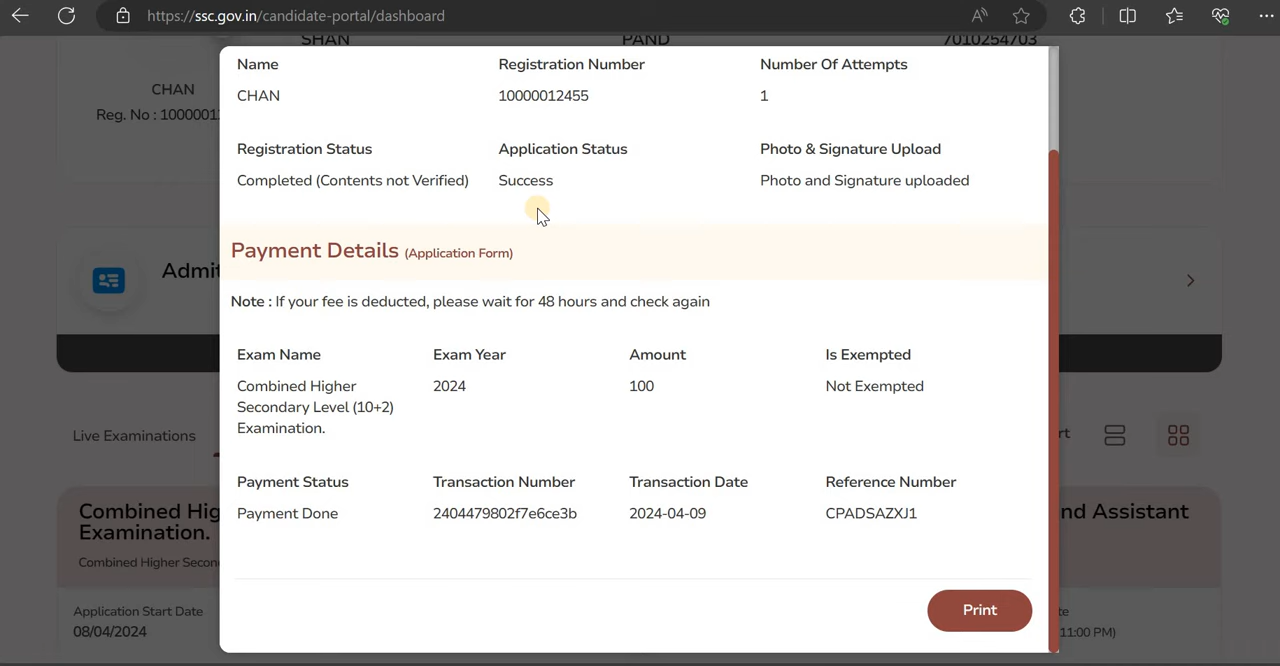 https://ssc.gov.in/candidate-portal/dashboard
SHAN PAND 7010254703
CHAN
Reg. No : 1000001
Name Registration Number Number Of Attempts
CHAN 10000012455 1
Registration Status Application Status Photo & Signature Upload
Completed (Contents not Verified) Success Photo and Signature uploaded
Payment Details (Application Form)
Admit
Note : If your fee is deducted, please wait for 48 hours and check again
Exam Name Exam Year Amount Is Exempted
Combined Higher 2024 100 Not Exempted
Secondary Level (10+2)
Examination.
Live Examinations
Payment Status Transaction Number Transaction Date Reference Number
Payment Done 2404479802f7e6ce3b 2024-04-09 CPADSAZXJ1
Combined Hig
Examination.
nd Assistant
Combined Higher Secon
Application Start Date
08/04/2024
11:00 PM)
Print